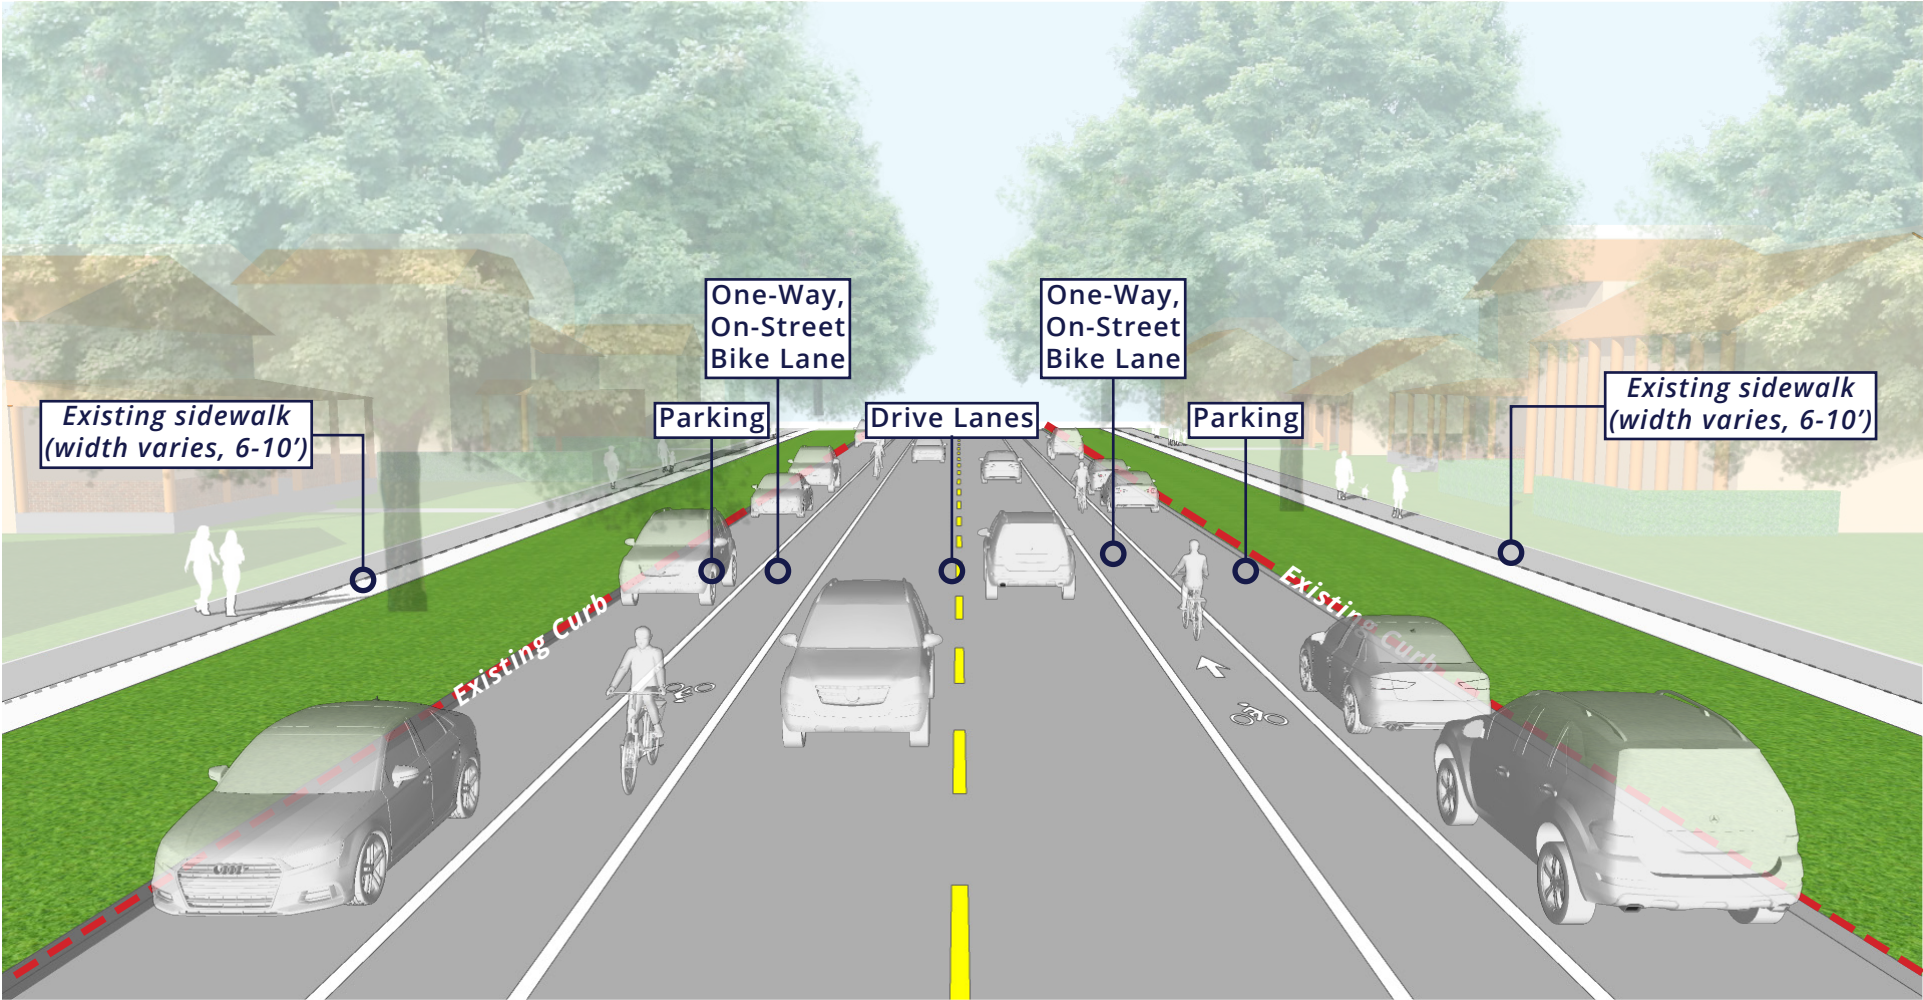 One-Way,
On-Street
Bike Lane
One-Way,
On-Street
Bike Lane
Existing sidewalk
(width varies, 6-10’)
Parking
Drive Lanes
Parking
Existing sidewalk
(width varies, 6-10’)
Existing Curb
Existing Curb